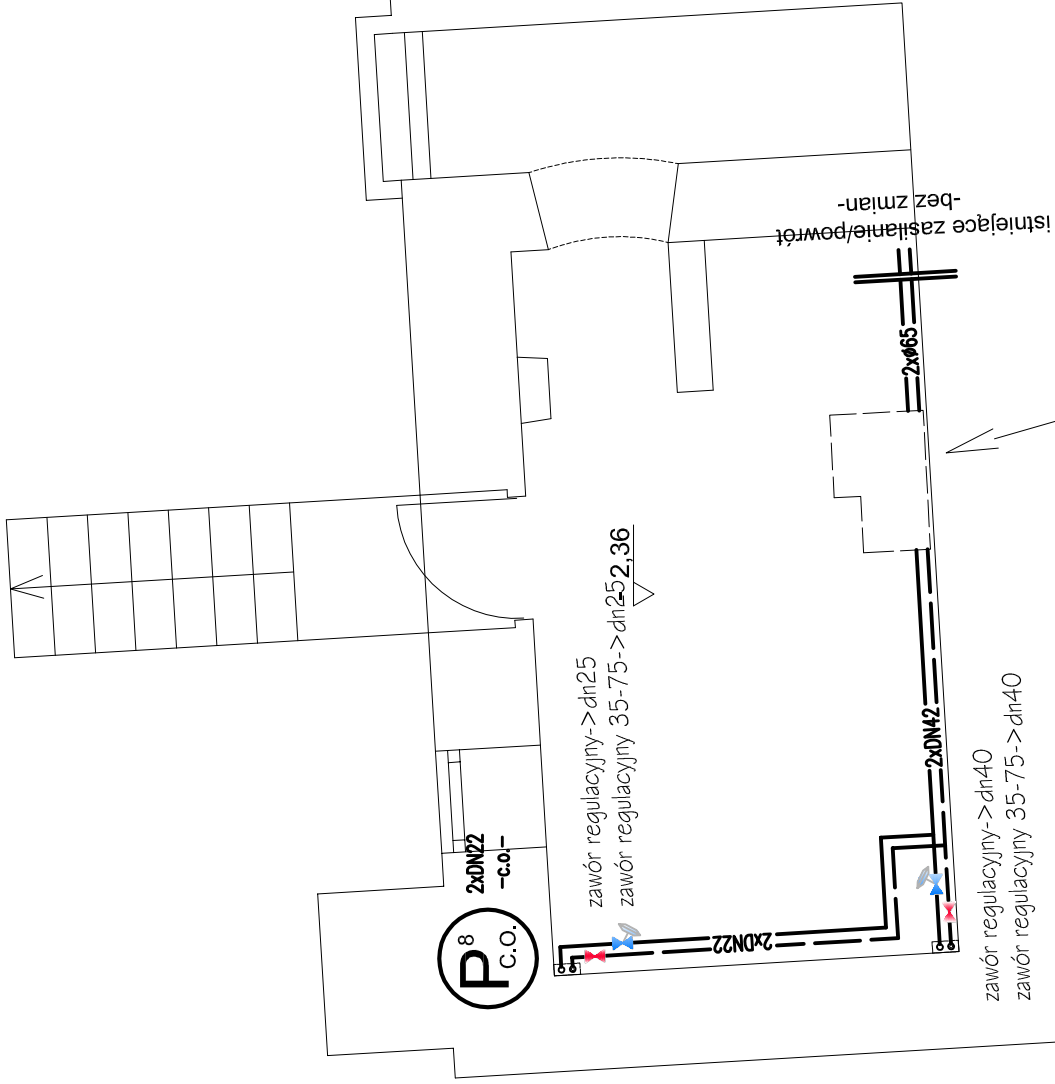 istniejące zasilanie/powrót
-bez zmian-
2xø65
-2,36
zawór regulacyjny->dn25
zawór regulacyjny 35-75->dn25
2xDN42
2xDN22
-c.o.-
P8
C.O.
2xDN22
zawór regulacyjny->dn40
zawór regulacyjny 35-75->dn40